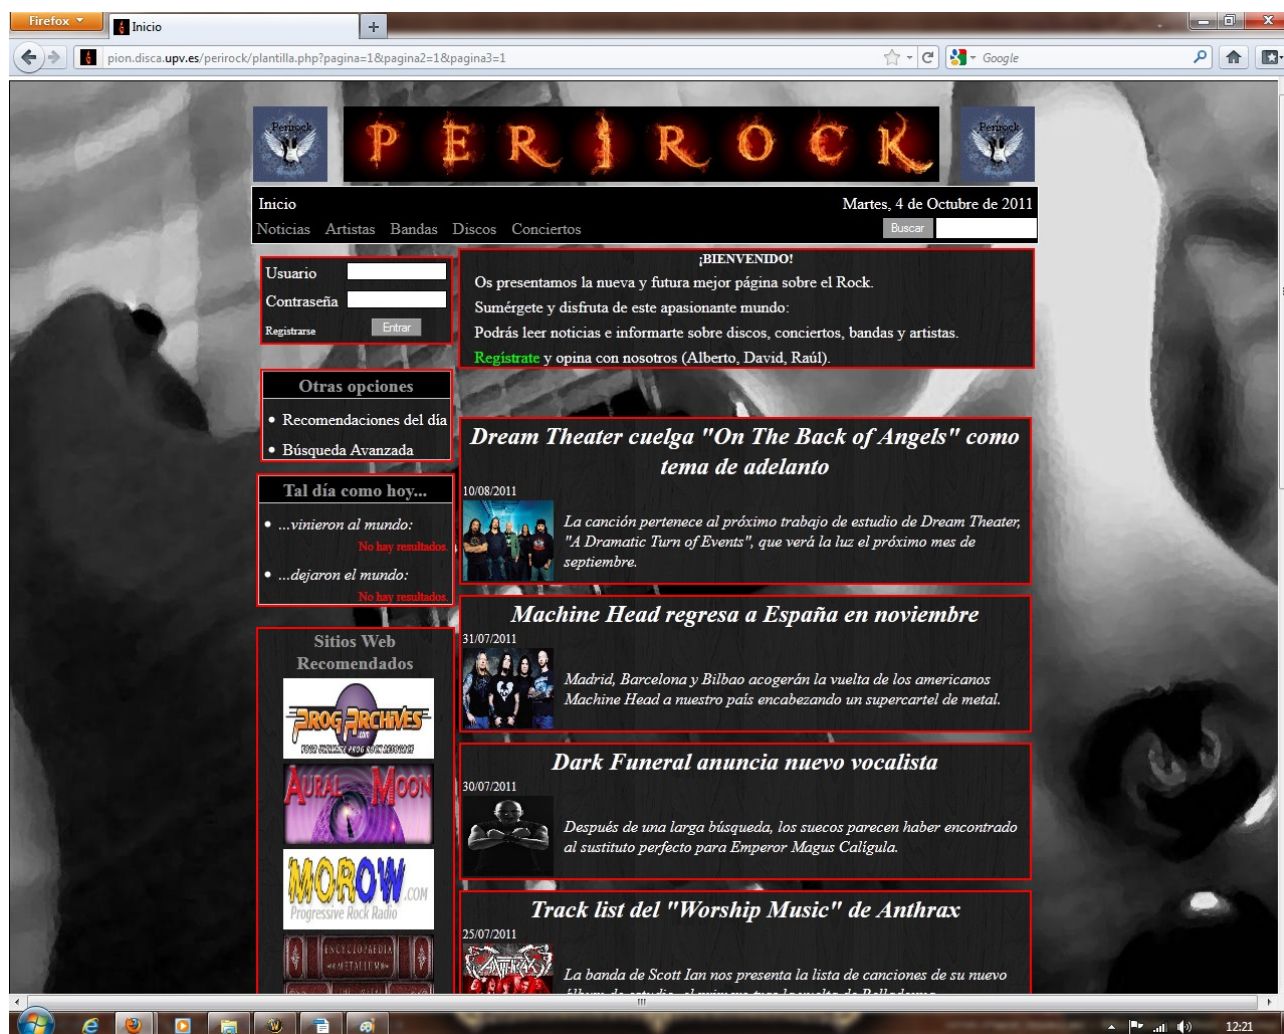 Firefox
Inicio
pion.disca.upv.es/perirock/plantilla.php?pagina=1&pagina2=1&pagina3=1
Google
Perirock
PERIROCK
Perirock
Inicio
Martes, 4 de Octubre de 2011
Noticias Artistas Bandas Discos Conciertos
Buscar
Usuario
Contraseña
Registrarse
Entrar
¡BIENVENIDO!
Os presentamos la nueva y futura mejor página sobre el Rock.
Sumérgete y disfruta de este apasionante mundo:
Podrás leer noticias e informarte sobre discos, conciertos, bandas y artistas.
Regístrate y opina con nosotros (Alberto, David, Raúl).
Otras opciones
Recomendaciones del día
Búsqueda Avanzada
Tal día como hoy...
...vinieron al mundo:
No hay resultados.
...dejaron el mundo:
No hay resultados.
Sitios Web
Recomendados
PROG ARCHIVES
.com
YOUR ULTIMATE PROG ROCK RESOURCE
AURAL MOON
MOROW.COM
Progressive Rock Radio
ENCYCLOPAEDIA
METALLUM
Dream Theater cuelga "On The Back of Angels" como
tema de adelanto
10/08/2011
La canción pertenece al próximo trabajo de estudio de Dream Theater,
"A Dramatic Turn of Events", que verá la luz el próximo mes de
septiembre.
Machine Head regresa a España en noviembre
31/07/2011
Madrid, Barcelona y Bilbao acogerán la vuelta de los americanos
Machine Head a nuestro país encabezando un supercartel de metal.
Dark Funeral anuncia nuevo vocalista
30/07/2011
Después de una larga búsqueda, los suecos parecen haber encontrado
al sustituto perfecto para Emperor Magus Calígula.
Track list del "Worship Music" de Anthrax
25/07/2011
ANTHRAX
La banda de Scott Ian nos presenta la lista de canciones de su nuevo
12:21